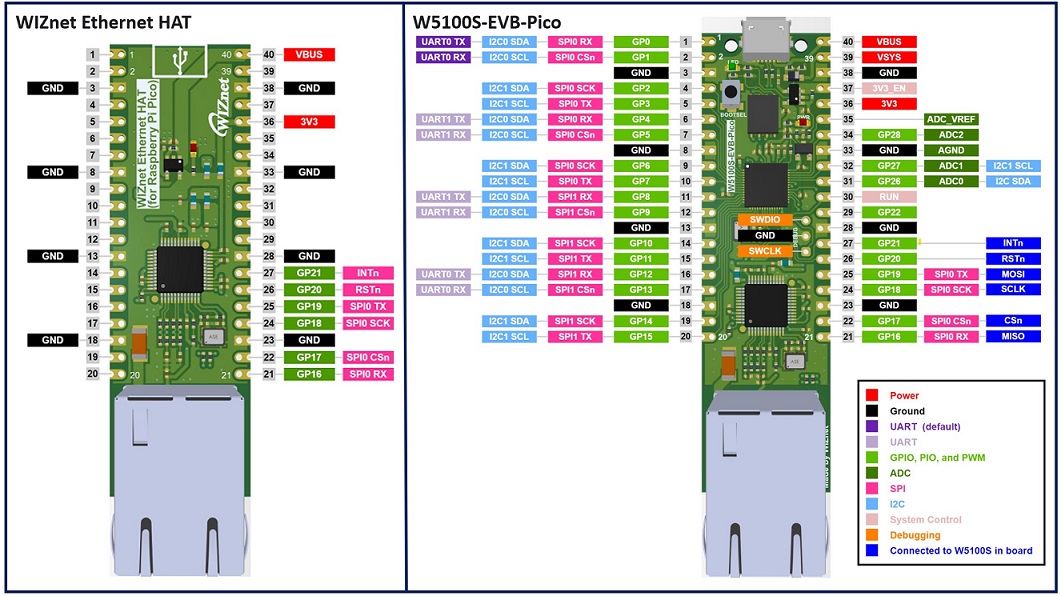 WIZnet Ethernet HAT
1 40 VBUS
2 39
GND 3 38 GND
4 37
5 36 3V3
6 35
7 34
GND 8 33 GND
9 32
10 31
11 30
12 29
GND 13 28 GND
14 27 GP21 INTn
15 26 GP20 RSTn
16 25 GP19 SPI0 TX
17 24 GP18 SPI0 SCK
GND 18 23 GND
19 22 GP17 SPI0 CSn
20 21 GP16 SPI0 RX
1 40
2 39
WIZnet Ethernet HAT
(for Raspberry Pi Pico)
WIZnet
20 21
W5100S-EVB-Pico
UART0 TX I2C0 SDA SPI0 RX GP0 1 40 VBUS
UART0 RX I2C0 SCL SPI0 CSn GP1 2 39 VSYS
GND 3 38 GND
I2C1 SDA SPI0 SCK GP2 4 37 3V3_EN
I2C1 SCL SPI0 TX GP3 5 36 3V3
UART1 TX I2C0 SDA SPI0 RX GP4 6 35 ADC_VREF
UART1 RX I2C0 SCL SPI0 CSn GP5 7 34 GP28 ADC2
GND 8 33 GND AGND
I2C1 SDA SPI0 SCK GP6 9 32 GP27 ADC1 I2C1 SCL
I2C1 SCL SPI0 TX GP7 10 31 GP26 ADC0 I2C SDA
UART1 TX I2C0 SDA SPI1 RX GP8 11 30 RUN
UART1 RX I2C0 SCL SPI1 CSn GP9 12 29 GP22
GND 13 28 GND
I2C1 SDA SPI1 SCK GP10 14 27 GP21 INTn
I2C1 SCL SPI1 TX GP11 15 26 GP20 RSTn
UART0 TX I2C0 SDA SPI1 RX GP12 16 25 GP19 SPI0 TX MOSI
UART0 RX I2C0 SCL SPI1 CSn GP13 17 24 GP18 SPI0 SCK SCLK
GND 18 23 GND
I2C1 SDA SPI1 SCK GP14 19 22 GP17 SPI0 CSn CSn
I2C1 SCL SPI1 TX GP15 20 21 GP16 SPI0 RX MISO
1
2 39
LED
BOOTSEL
W5100S-EVB-Pico
SWDIO
GND
SWCLK
20 21
Made by WIZnet
Power
Ground
UART (default)
UART
GPIO, PIO, and PWM
ADC
SPI
I2C
System Control
Debugging
Connected to W5100S in board